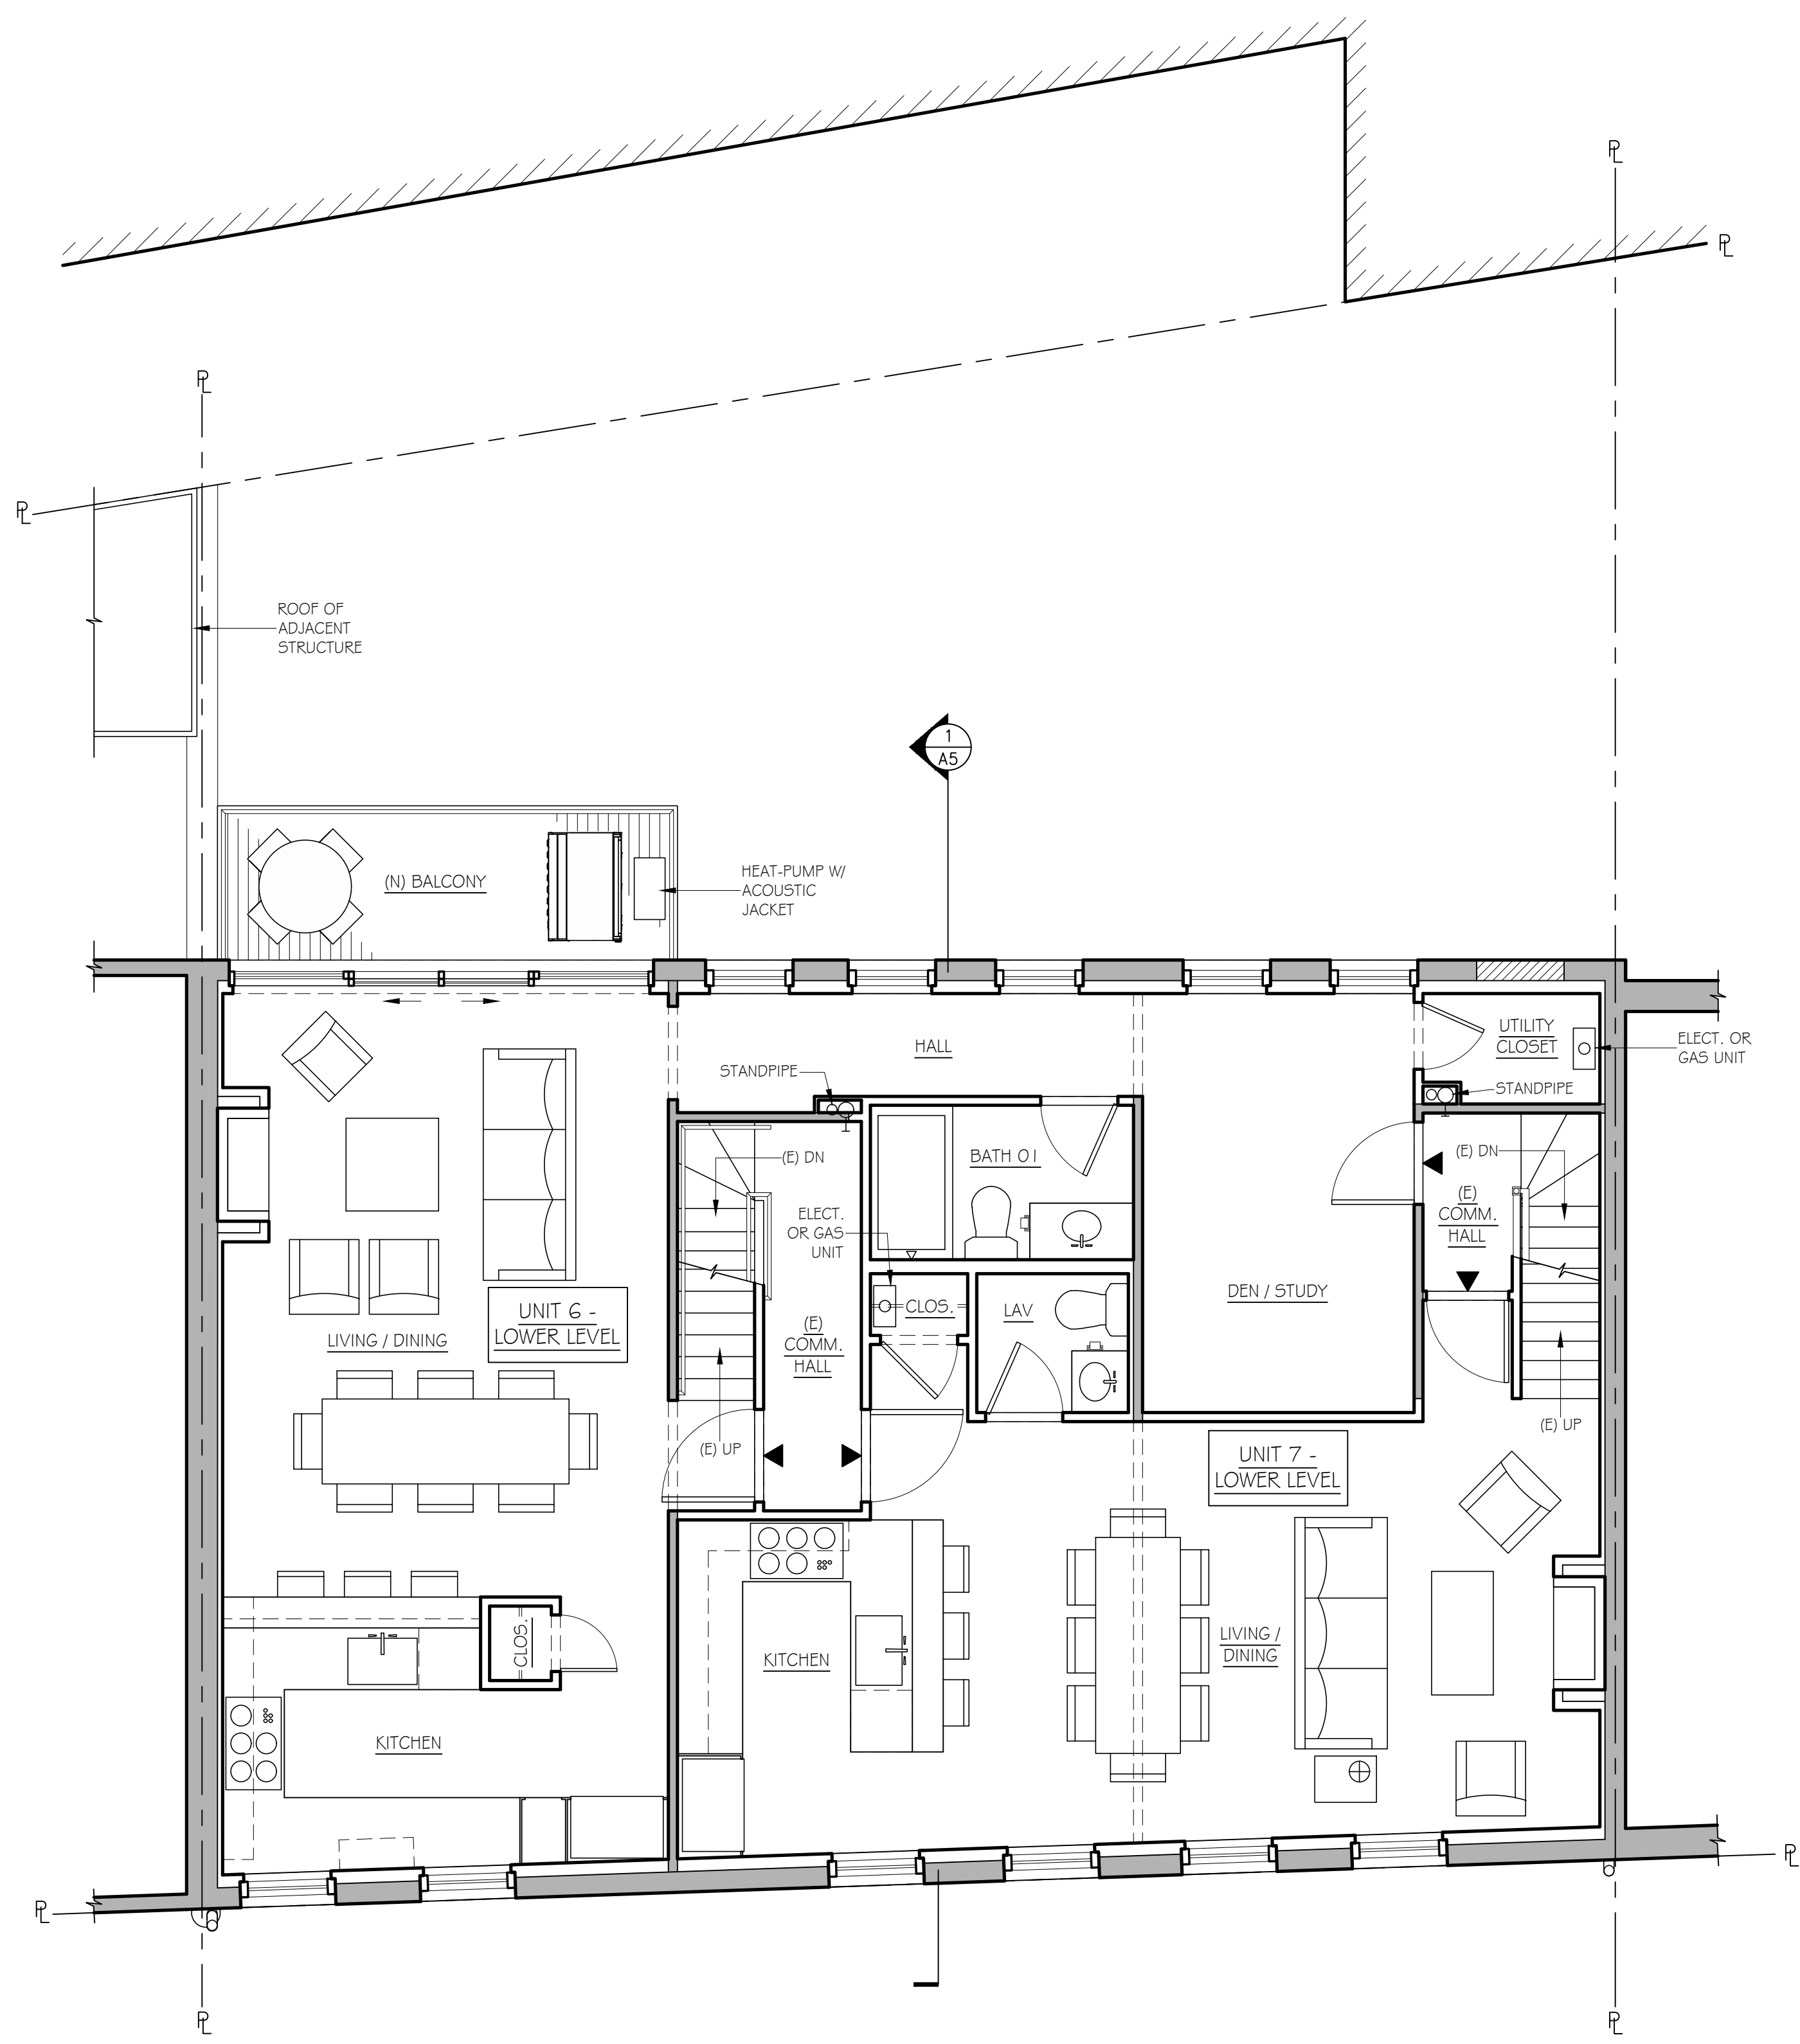 PL
PL
PL
PL
ROOF OF
ADJACENT
STRUCTURE
1
A5
(N) BALCONY
HEAT-PUMP W/
ACOUSTIC
JACKET
HALL
STANDPIPE
UTILITY
CLOSET
ELECT. OR
GAS UNIT
STANDPIPE
(E) DN
BATH 01
(E) DN
(E)
COMM.
HALL
ELECT.
OR GAS
UNIT
UNIT 6 -
LOWER LEVEL
LIVING / DINING
(E)
COMM.
HALL
CLOS.
LAV
DEN / STUDY
(E) UP
(E) UP
UNIT 7 -
LOWER LEVEL
CLOS.
KITCHEN
LIVING /
DINING
KITCHEN
PL
PL
PL
PL